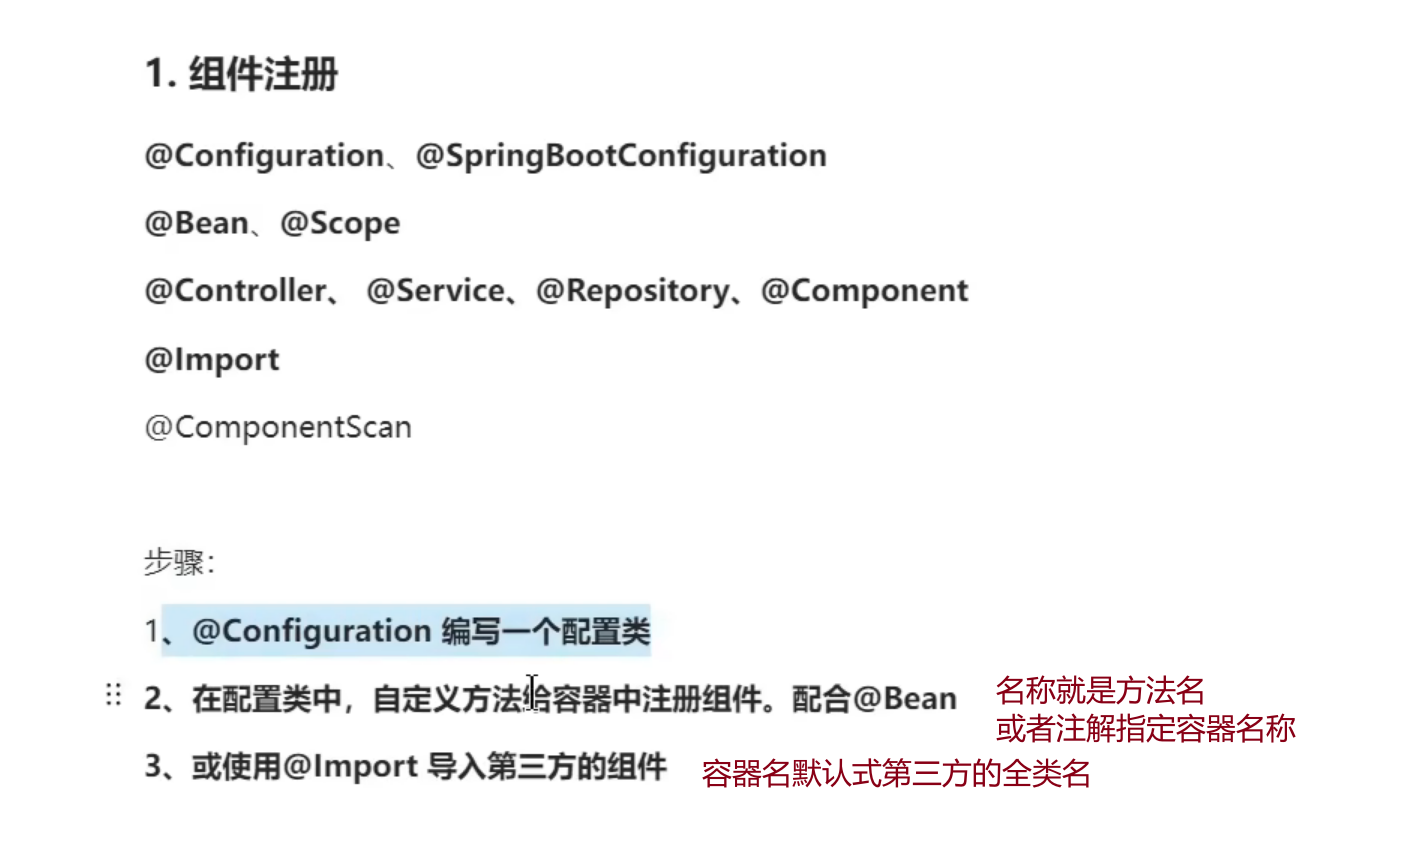 1. 组件注册
@Configuration、@SpringBootConfiguration
@Bean、@Scope
@Controller、 @Service、@Repository、@Component
@Import
@ComponentScan
步骤：
1、@Configuration 编写一个配置类
2、在配置类中，自定义方法给容器中注册组件。配合@Bean
名称就是方法名
或者注解指定容器名称
3、或使用@Import 导入第三方的组件
容器名默认式第三方的全类名